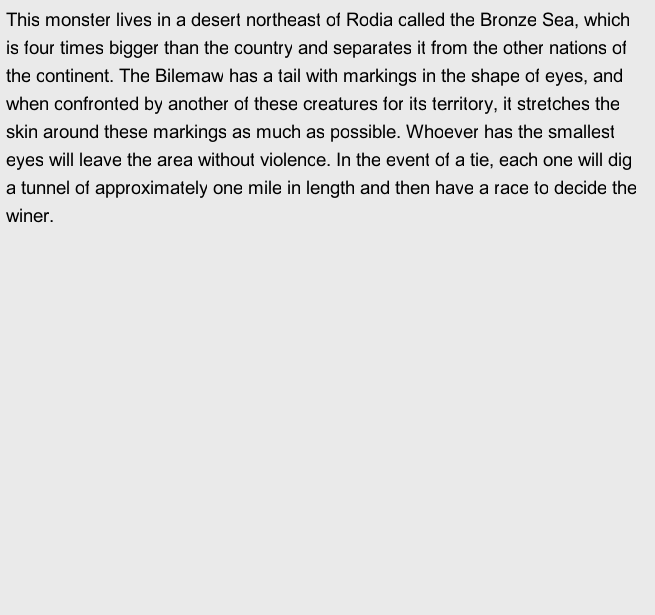 This monster lives in a desert northeast of Rodia called the Bronze Sea, which
is four times bigger than the country and separates it from the other nations of
the continent. The Bilemaw has a tail with markings in the shape of eyes, and
when confronted by another of these creatures for its territory, it stretches the
skin around these markings as much as possible. Whoever has the smallest
eyes will leave the area without violence. In the event of a tie, each one will dig
a tunnel of approximately one mile in length and then have a race to decide the
winer.